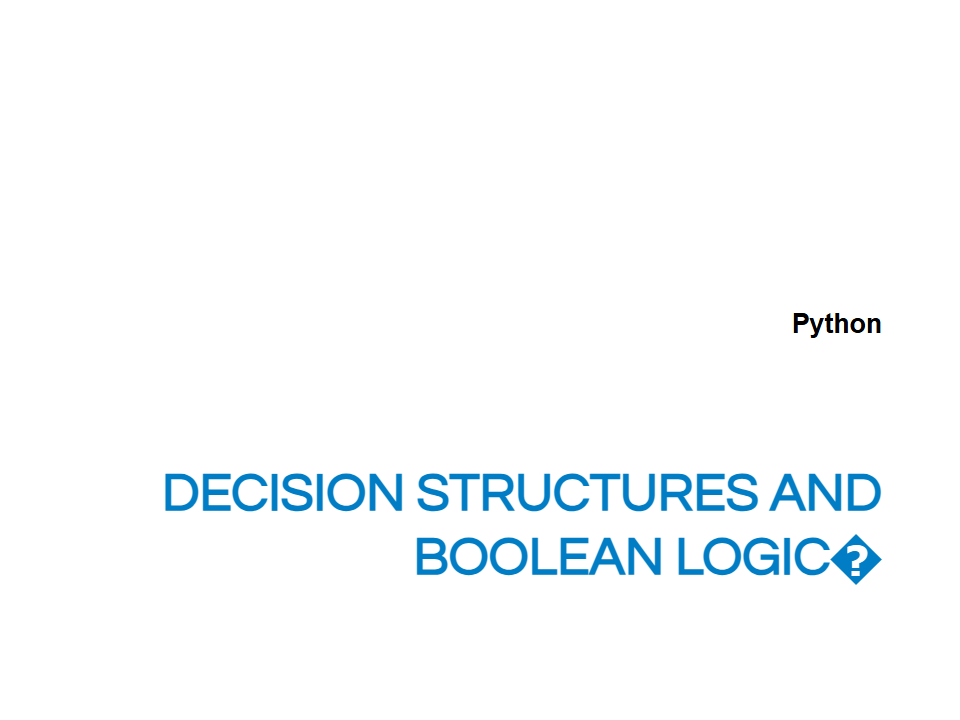 Python
DECISION STRUCTURES AND
BOOLEAN LOGIC�